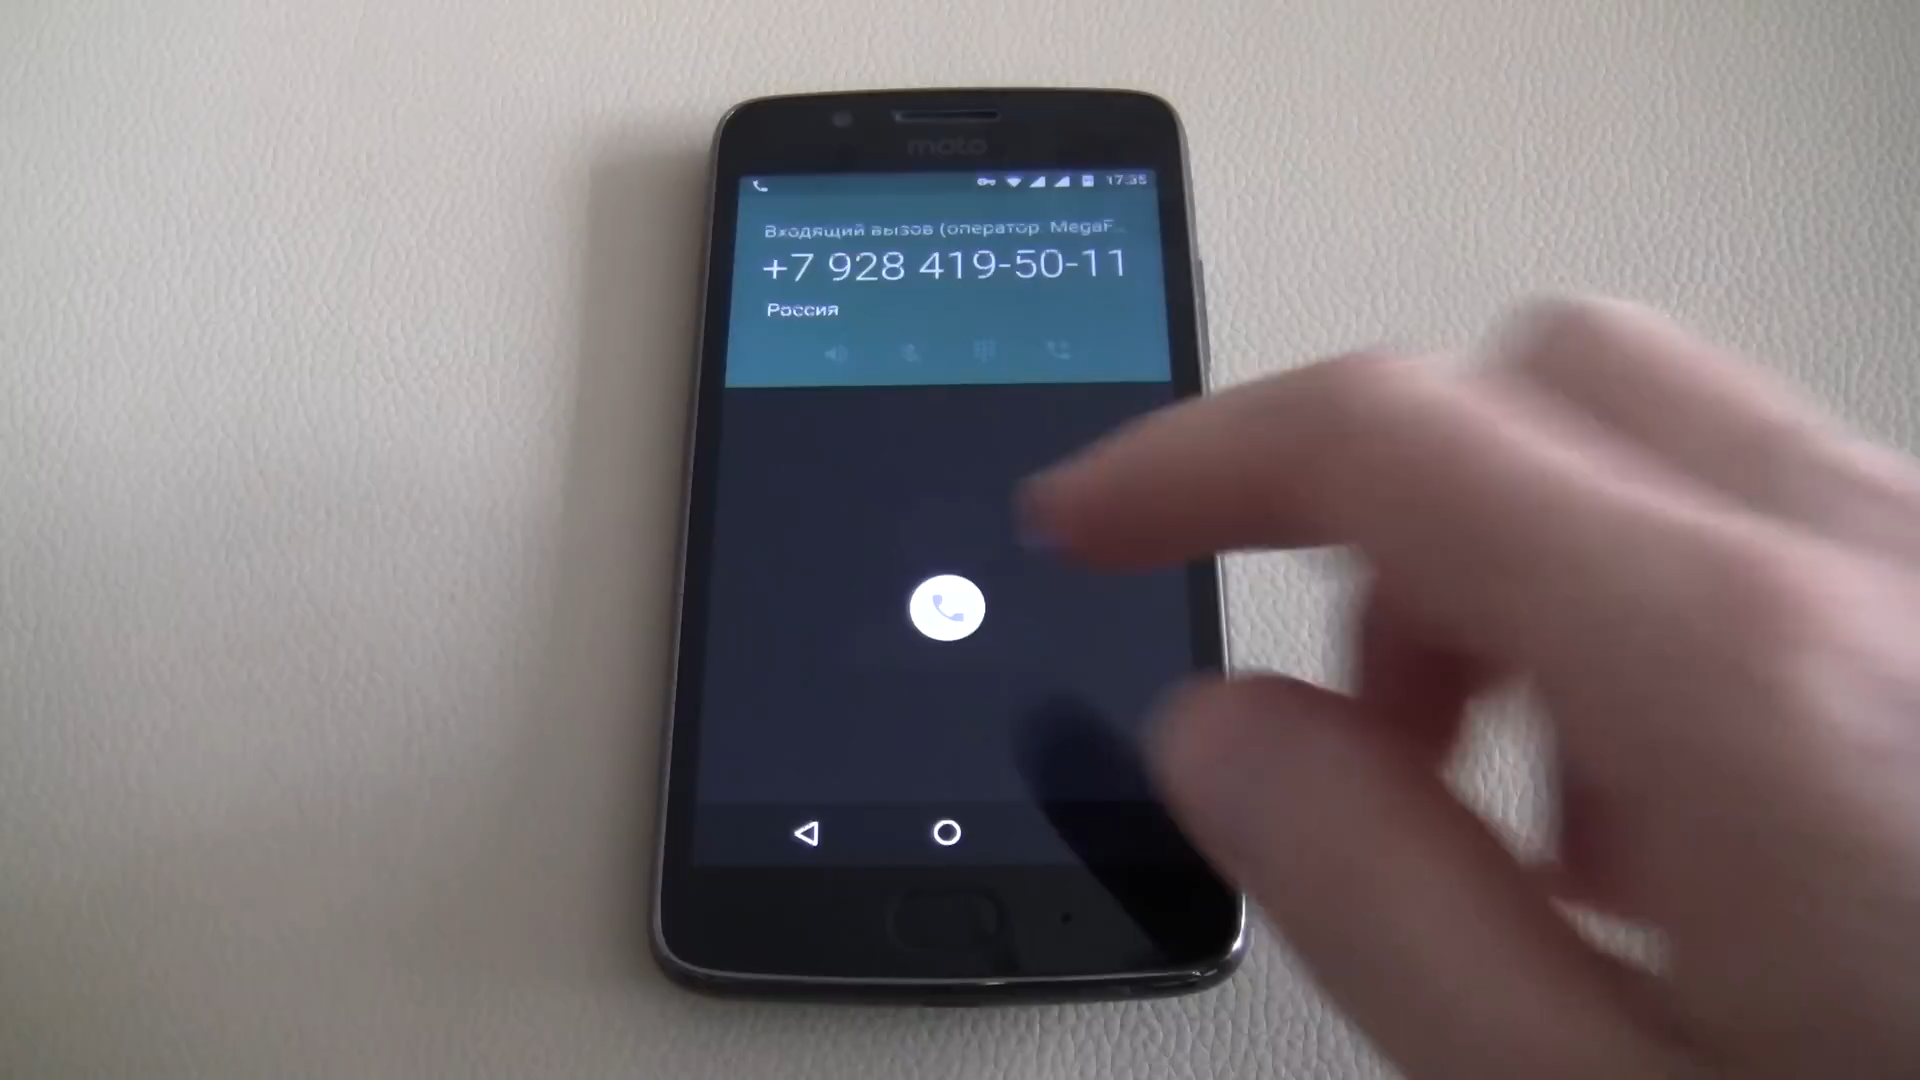 moto
17:35
Входящий вызов (оператор MegaF...
+7 928 419-50-11
Россия